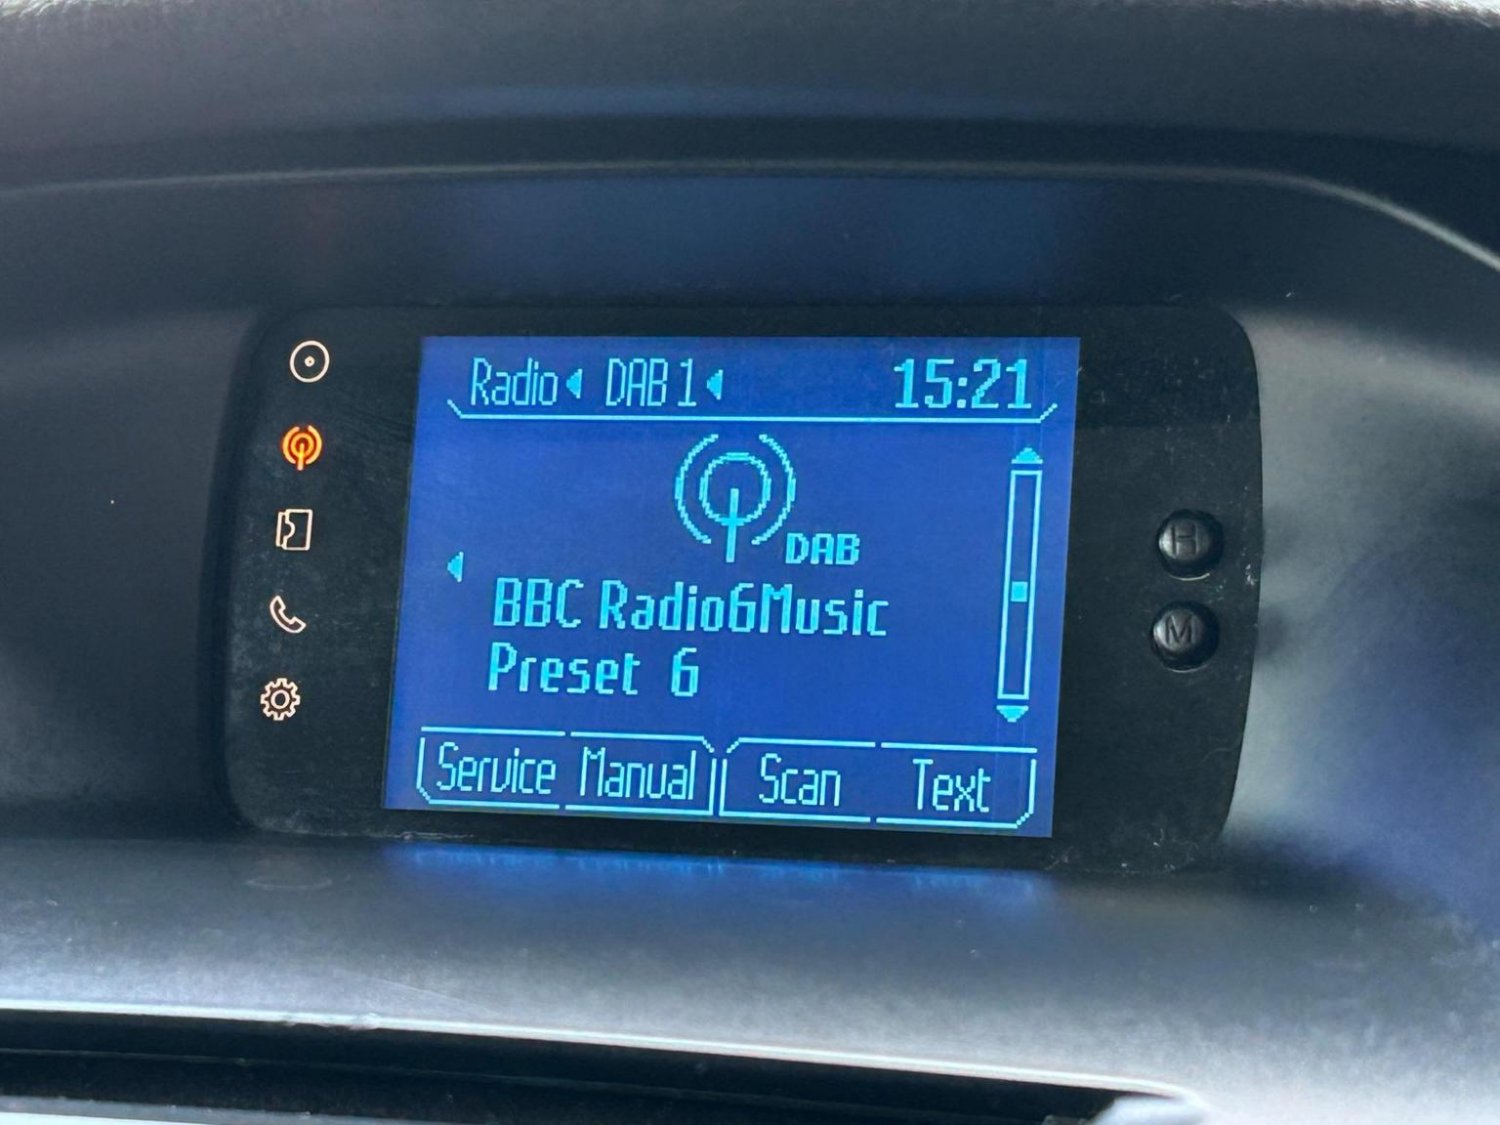 Radio DAB 1 15:21
DAB
BBC Radio6Music
Preset 6
Service Manual Scan Text
H
M